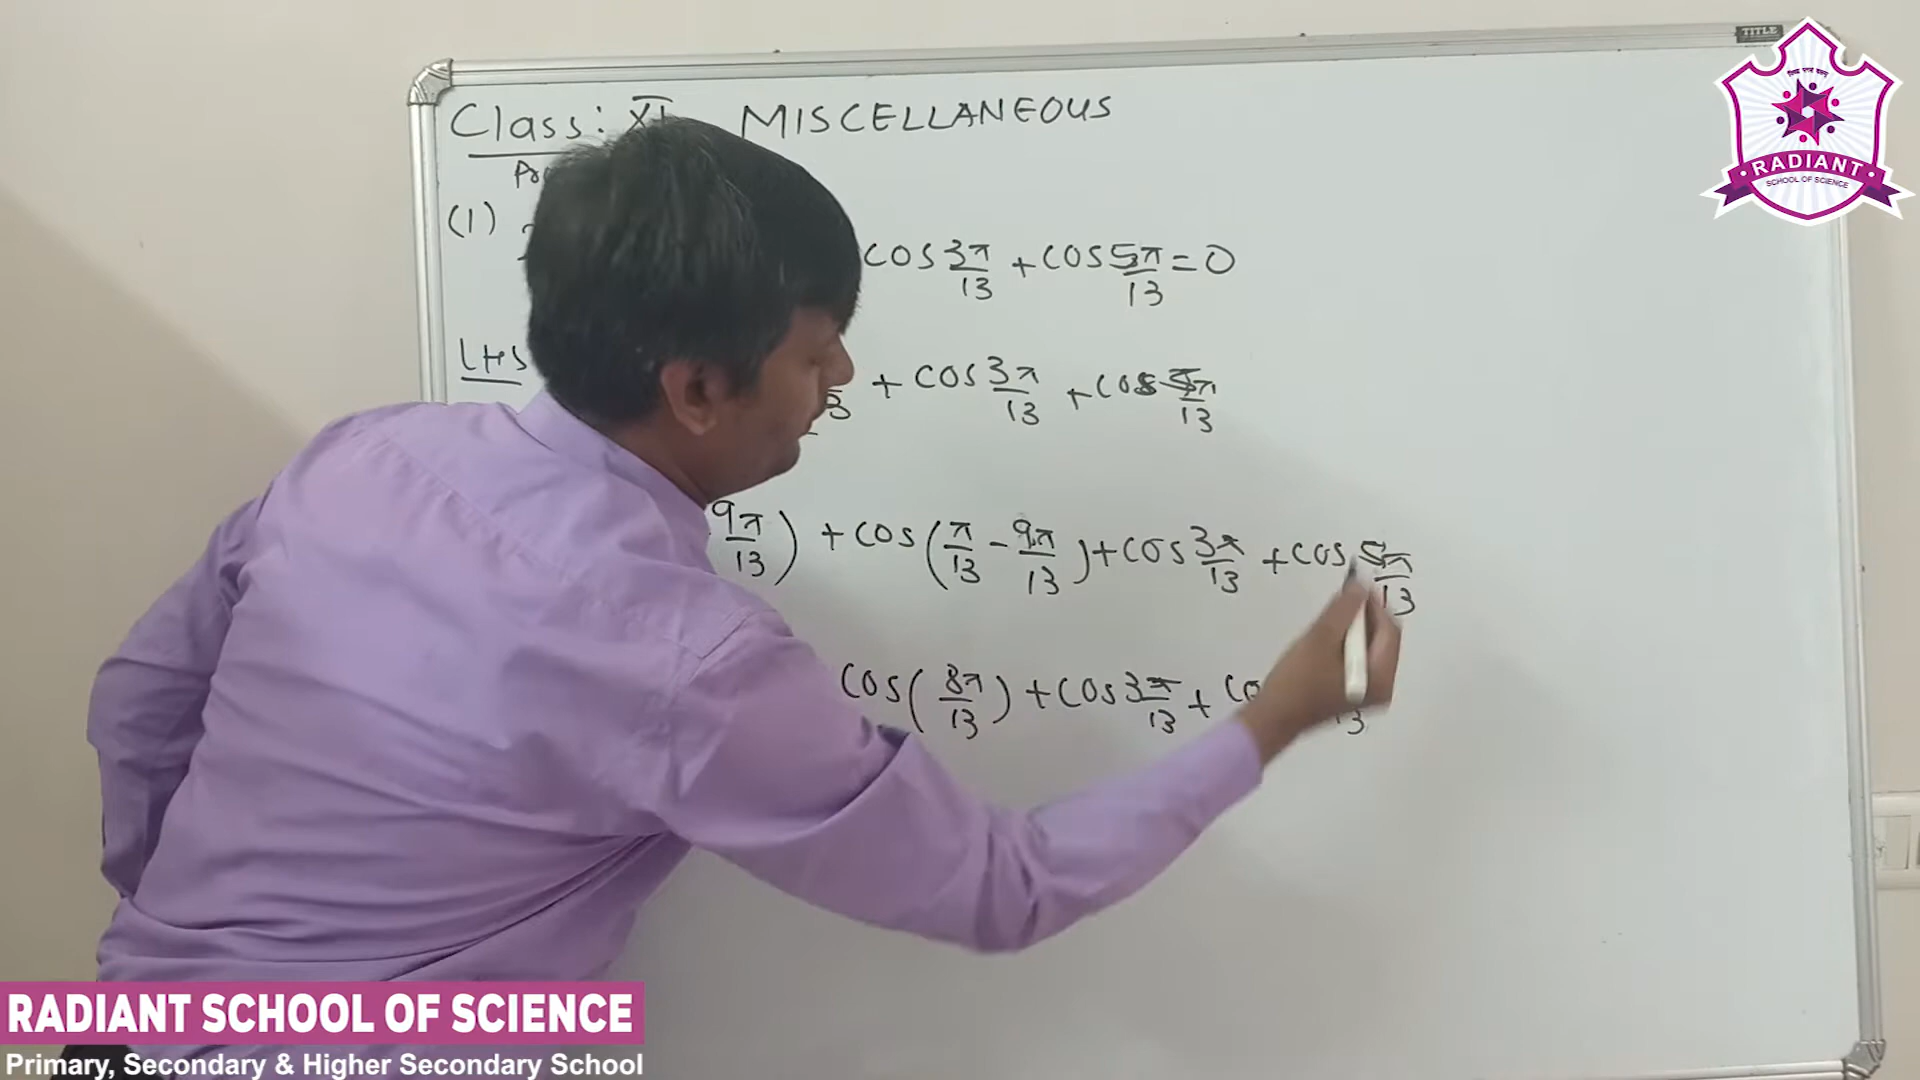 Class: XI MISCELLANEOUS
(1) cos 3π/13 + cos 5π/13 = 0
LHS + cos 3π/13 + cos 5π/13
9π/13) + cos(π/13 - 9π/13) + cos 3π/13 + cos 5π/13
cos(8π/13) + cos 3π/13 +
TITLE
RADIANT
SCHOOL OF SCIENCE
RADIANT SCHOOL OF SCIENCE
Primary, Secondary & Higher Secondary School